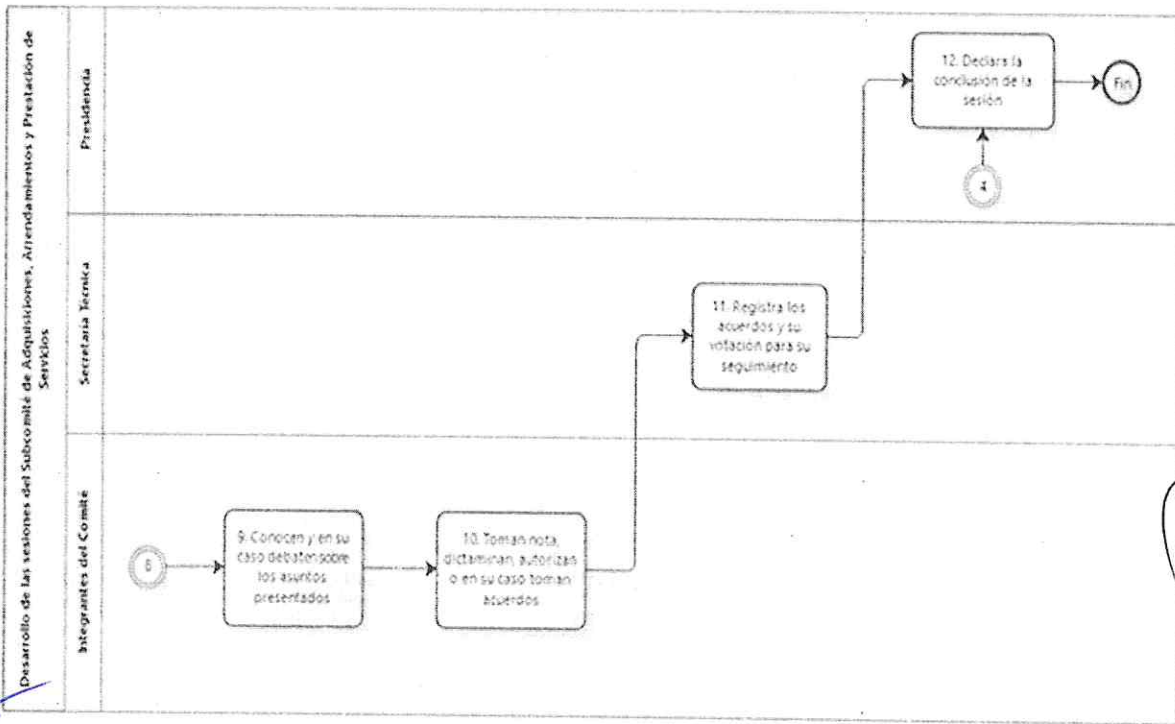 Desarrollo de las sesiones del Subcomité de Adquisiciones, Arrendamientos y Prestación de
Servicios
Presidencia
12. Declara la
conclusión de la
sesión
Fin
4
Secretaría Técnica
11. Registra los
acuerdos y su
votación para su
seguimiento
Integrantes del Comité
9. Conocen y en su
caso debaten sobre
los asuntos
presentados
10. Toman nota,
dictaminan, autorizan
o en su caso toman
acuerdos